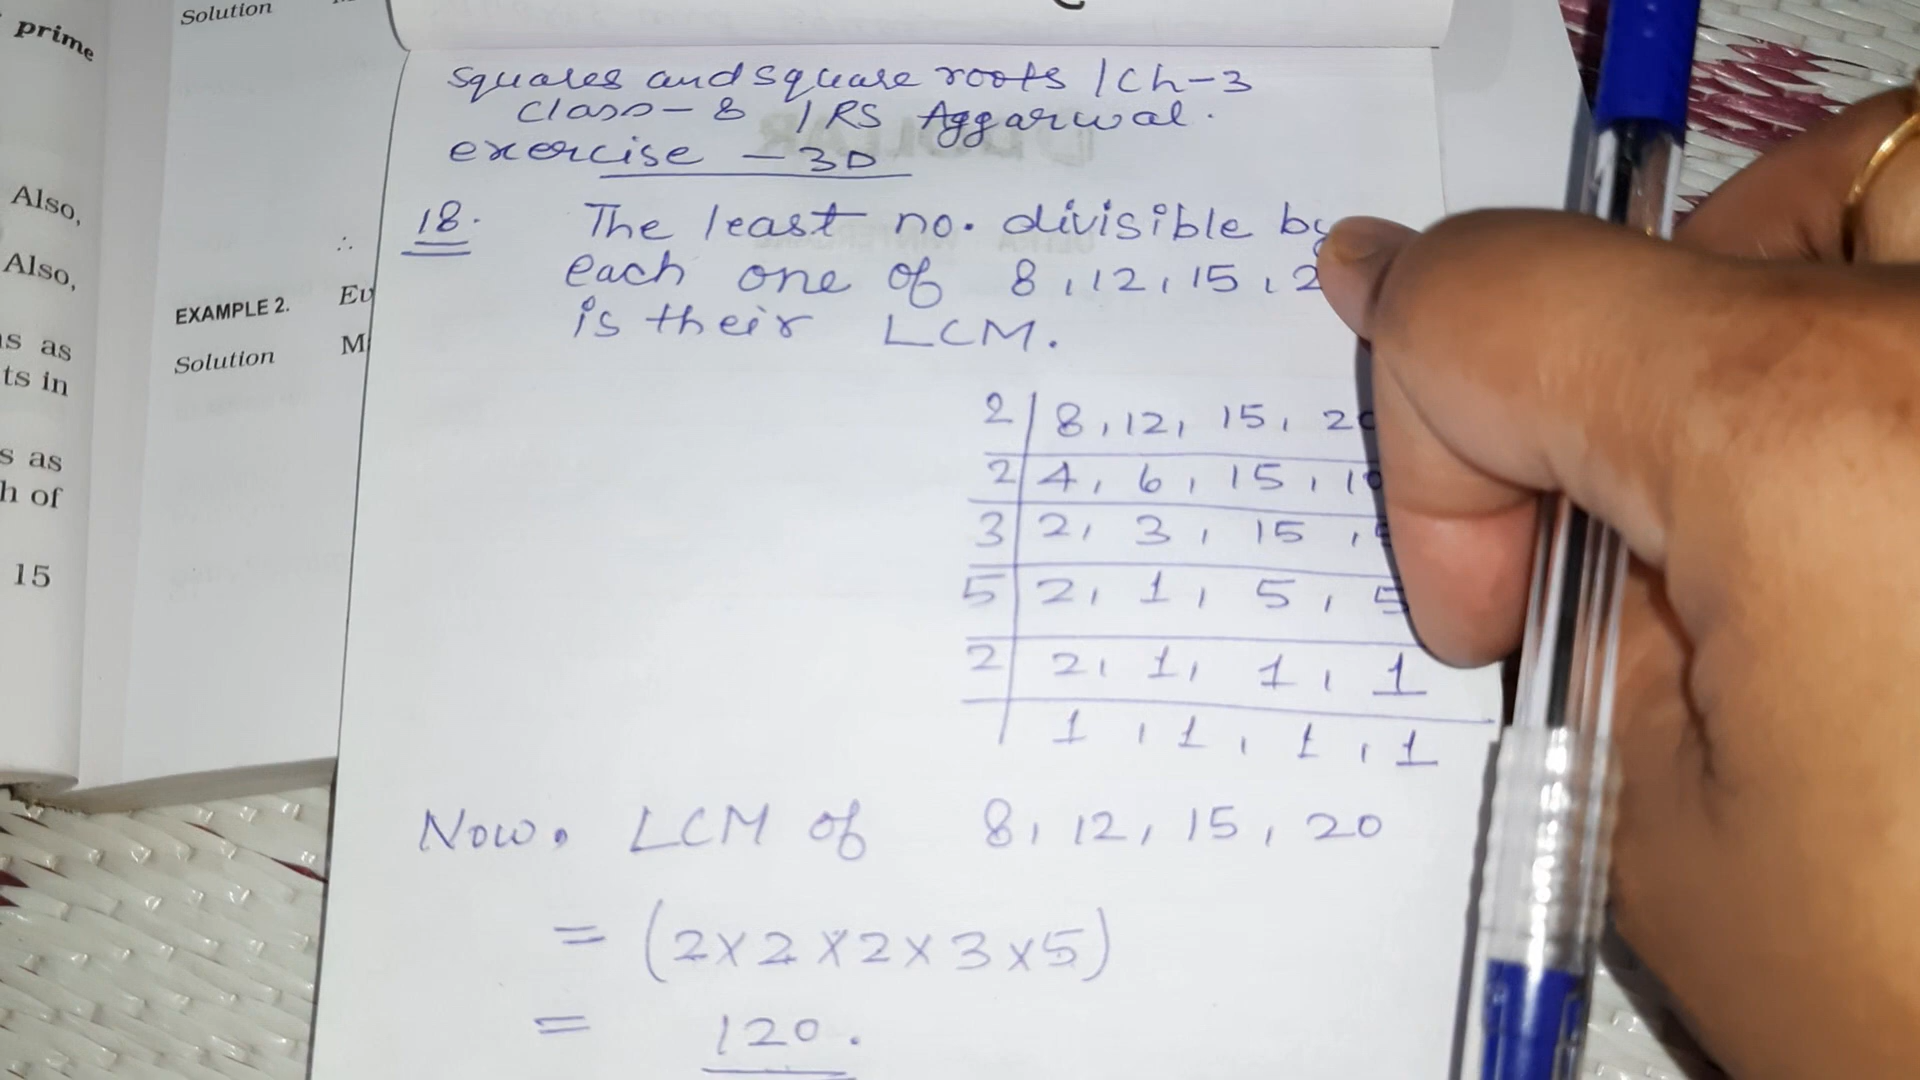 prime
Also,
Also,
as
ts in
as
h of
15
Solution
∴
EXAMPLE 2.
Solution
squares and square roots / Ch-3
class-8 / RS Aggarwal.
exercise - 3D
18. The least no. divisible by
each one of 8, 12, 15, 2
is their LCM.
2 | 8, 12, 15, 20
2 | 4, 6, 15, 10
3 | 2, 3, 15, 5
5 | 2, 1, 5, 5
2 | 2, 1, 1, 1
| 1, 1, 1, 1
Now. LCM of 8, 12, 15, 20
= (2×2×2×3×5)
= 120.